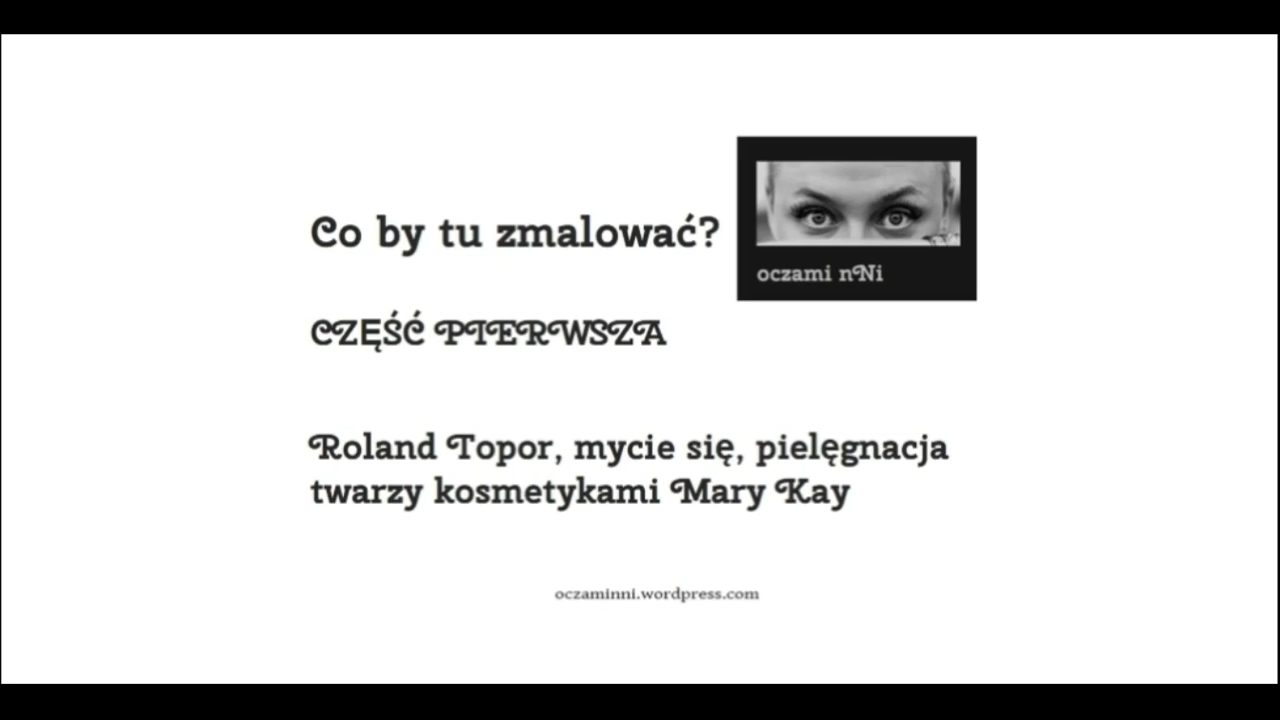 Co by tu zmalować?
oczami nNi
CZĘŚĆ PIERWSZA
Roland Topor, mycie się, pielęgnacja
twarzy kosmetykami Mary Kay
oczaminni.wordpress.com